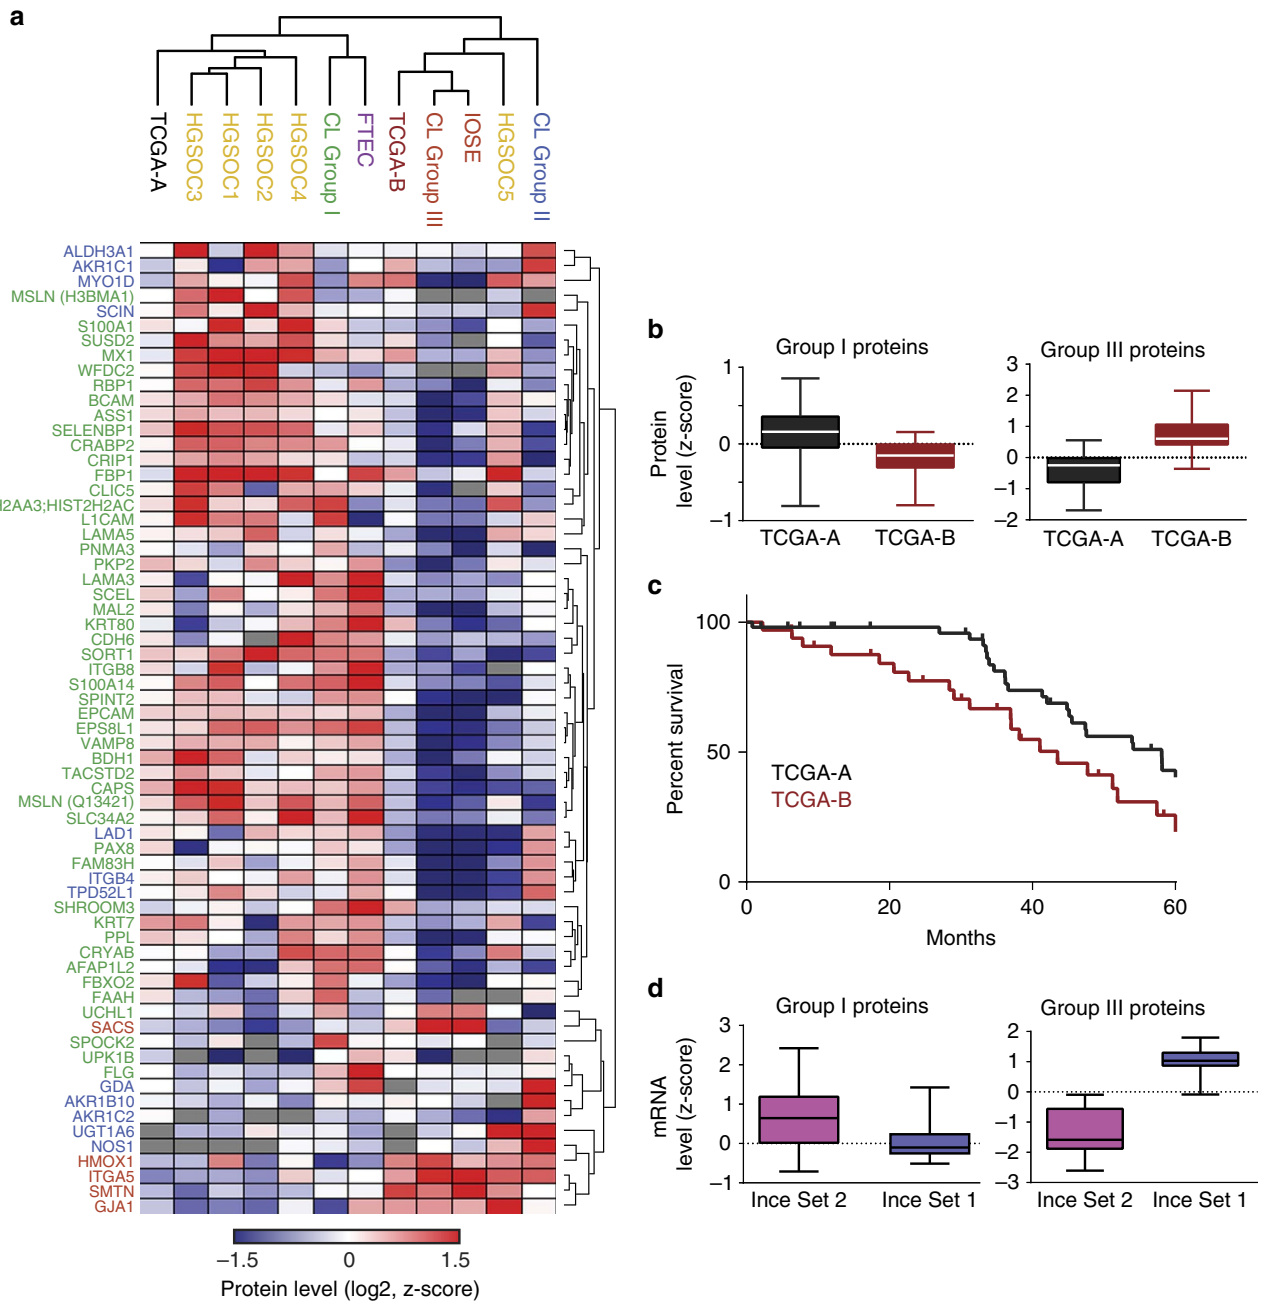 a
TCGA-A
HGSOC3
HGSOC1
HGSOC2
HGSOC4
CL Group I
FTEC
TCGA-B
CL Group III
IOSE
HGSOC5
CL Group II
ALDH3A1
AKR1C1
MYO1D
MSLN (H3BMA1)
SCIN
S100A1
SUSD2
MX1
WFDC2
RBP1
BCAM
ASS1
SELENBP1
CRABP2
CRIP1
FBP1
CLIC5
H2AA3;HIST2H2AC
L1CAM
LAMA5
PNMA3
PKP2
LAMA3
SCEL
MAL2
KRT80
CDH6
SORT1
ITGB8
S100A14
SPINT2
EPCAM
EPS8L1
VAMP8
BDH1
TACSTD2
CAPS
MSLN (Q13421)
SLC34A2
LAD1
PAX8
FAM83H
ITGB4
TPD52L1
SHROOM3
KRT7
PPL
CRYAB
AFAP1L2
FBXO2
FAAH
UCHL1
SACS
SPOCK2
UPK1B
FLG
GDA
AKR1B10
AKR1C2
UGT1A6
NOS1
HMOX1
ITGA5
SMTN
GJA1
−1.5 0 1.5
Protein level (log2, z-score)
b
Group I proteins
Protein
level (z-score)
1
0
−1
TCGA-A TCGA-B
Group III proteins
3
2
1
0
−1
−2
TCGA-A TCGA-B
c
Percent survival
100
50
0
TCGA-A
TCGA-B
0 20 40 60
Months
d
Group I proteins
mRNA
level (z-score)
3
2
1
0
−1
Ince Set 2 Ince Set 1
Group III proteins
2
1
0
−1
−2
−3
Ince Set 2 Ince Set 1